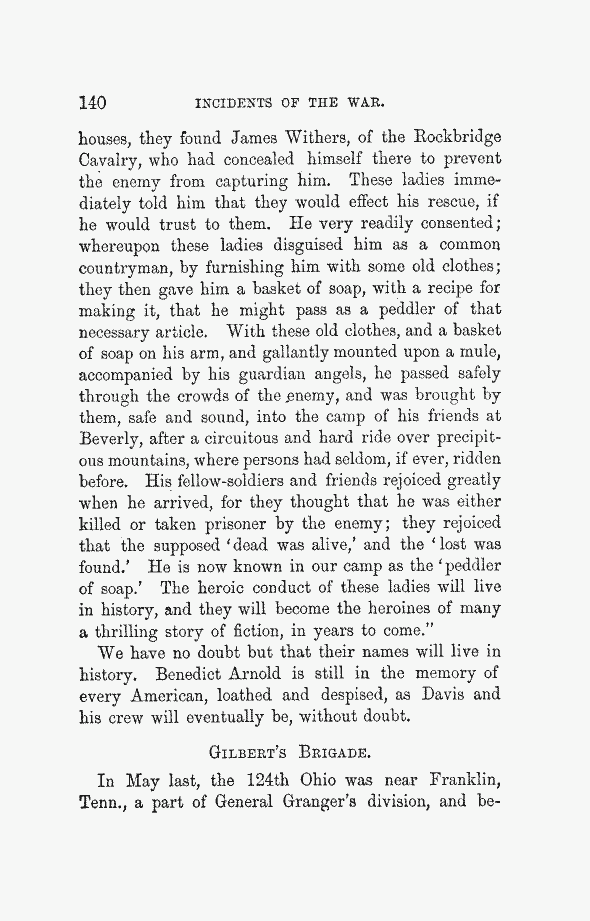 140 INCIDENTS OF THE WAR.
houses, they found James Withers, of the Rockbridge
Cavalry, who had concealed himself there to prevent
the enemy from capturing him. These ladies imme-
diately told him that they would effect his rescue, if
he would trust to them. He very readily consented;
whereupon these ladies disguised him as a common
countryman, by furnishing him with some old clothes;
they then gave him a basket of soap, with a recipe for
making it, that he might pass as a peddler of that
necessary article. With these old clothes, and a basket
of soap on his arm, and gallantly mounted upon a mule,
accompanied by his guardian angels, he passed safely
through the crowds of the enemy, and was brought by
them, safe and sound, into the camp of his friends at
Beverly, after a circuitous and hard ride over precipit-
ous mountains, where persons had seldom, if ever, ridden
before. His fellow-soldiers and friends rejoiced greatly
when he arrived, for they thought that he was either
killed or taken prisoner by the enemy; they rejoiced
that the supposed ‘dead was alive,’ and the ‘lost was
found.’ He is now known in our camp as the ‘peddler
of soap.’ The heroic conduct of these ladies will live
in history, and they will become the heroines of many
a thrilling story of fiction, in years to come.”
We have no doubt but that their names will live in
history. Benedict Arnold is still in the memory of
every American, loathed and despised, as Davis and
his crew will eventually be, without doubt.
GILBERT’S BRIGADE.
In May last, the 124th Ohio was near Franklin,
Tenn., a part of General Granger’s division, and be-